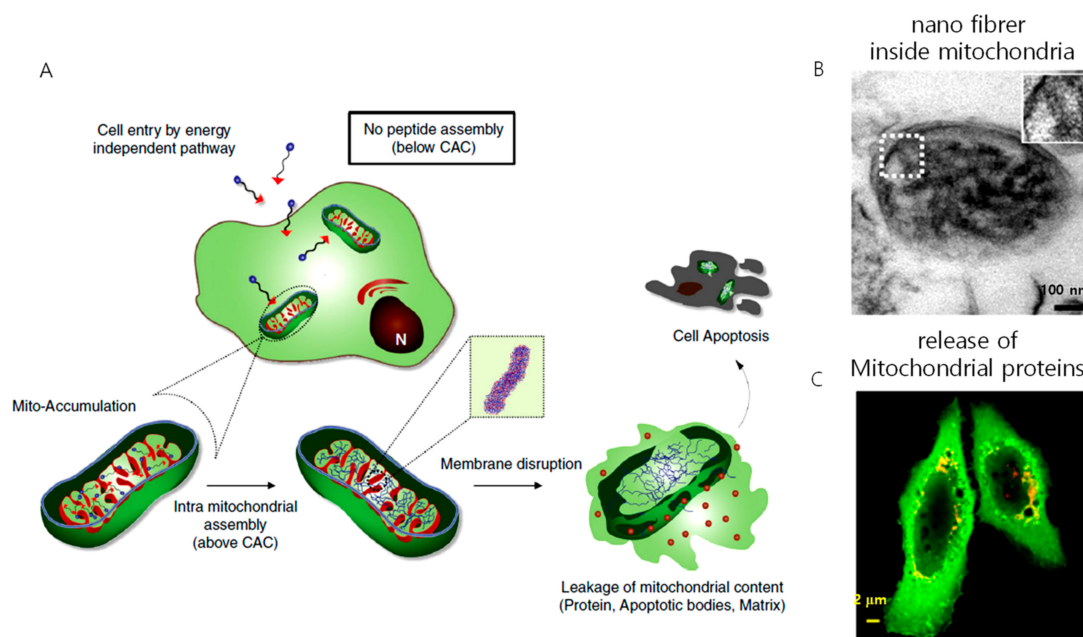 A
Cell entry by energy
independent pathway
No peptide assembly
(below CAC)
N
Mito-Accumulation
Intra mitochondrial
assembly
(above CAC)
Membrane disruption
Cell Apoptosis
Leakage of mitochondrial content
(Protein, Apoptotic bodies, Matrix)
nano fibrer
inside mitochondria
B
100 nm
release of
Mitochondrial proteins
C
2 μm